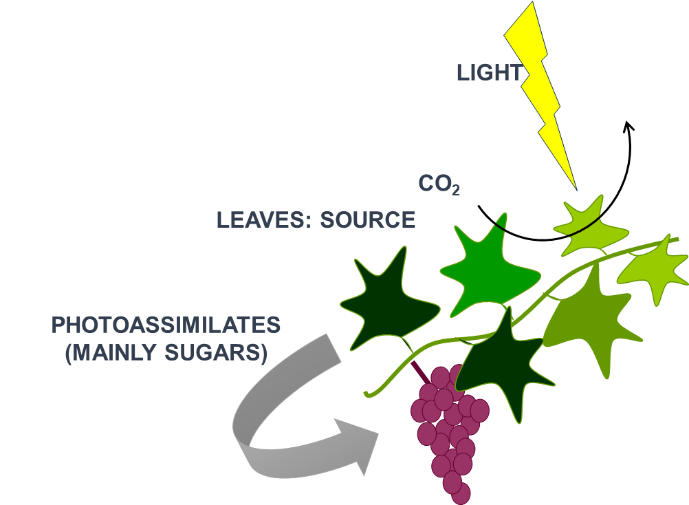 LIGHT
CO₂
LEAVES: SOURCE
PHOTOASSIMILATES
(MAINLY SUGARS)